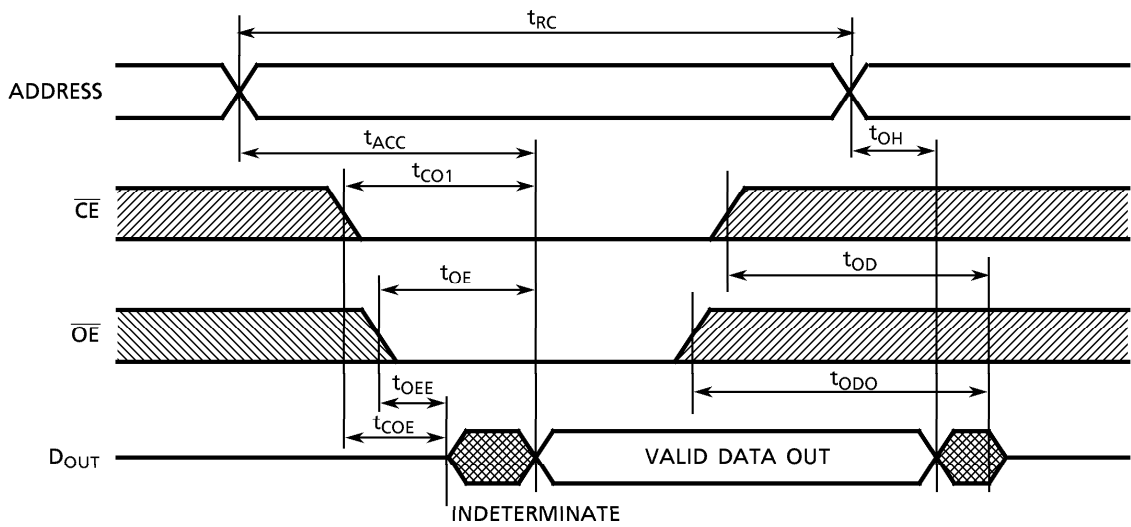 tRC
ADDRESS
tACC
tOH
tCO1
CE
tOE
tOD
OE
tOEE
tODO
tCOE
DOUT
VALID DATA OUT
INDETERMINATE